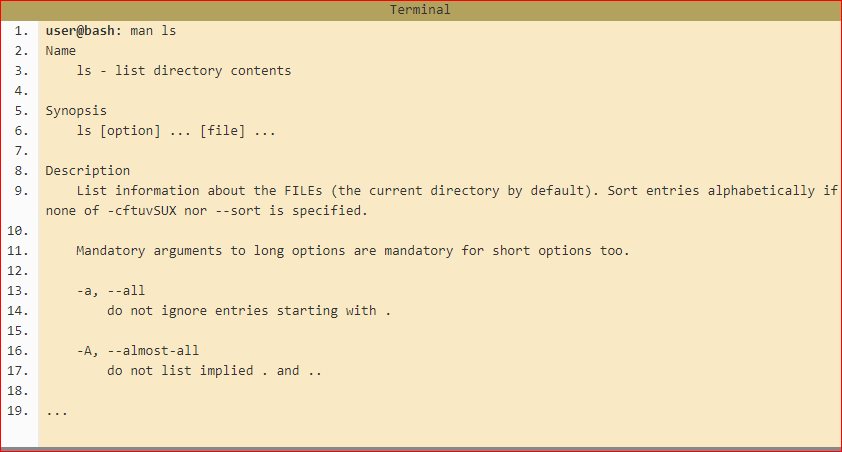 Terminal
1. user@bash: man ls
2. Name
3. ls - list directory contents
4.
5. Synopsis
6. ls [option] ... [file] ...
7.
8. Description
9. List information about the FILEs (the current directory by default). Sort entries alphabetically if
none of -cftuvSUX nor --sort is specified.
10.
11. Mandatory arguments to long options are mandatory for short options too.
12.
13. -a, --all
14. do not ignore entries starting with .
15.
16. -A, --almost-all
17. do not list implied . and ..
18.
19. ...